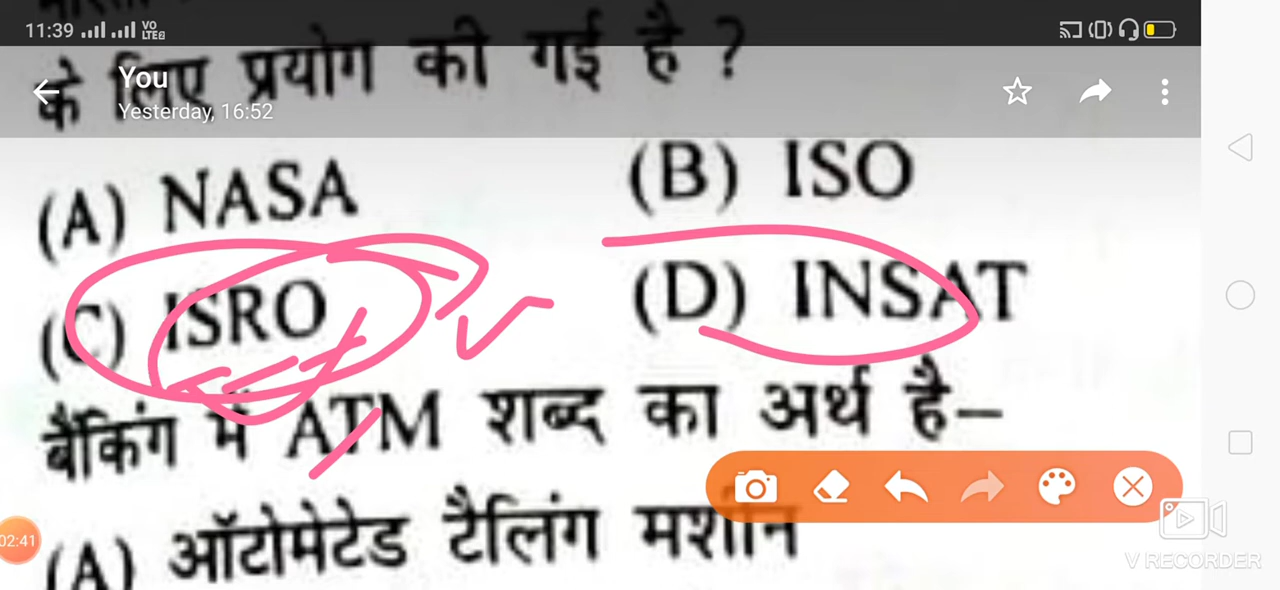 11:39 VO LTE2
के लिए प्रयोग की गई है ?
You
Yesterday, 16:52
(A) NASA (B) ISO
(C) ISRO (D) INSAT
बैंकिंग में ATM शब्द का अर्थ है–
(A) ऑटोमेटेड टैलिंग मशीन
02:41
V RECORDER